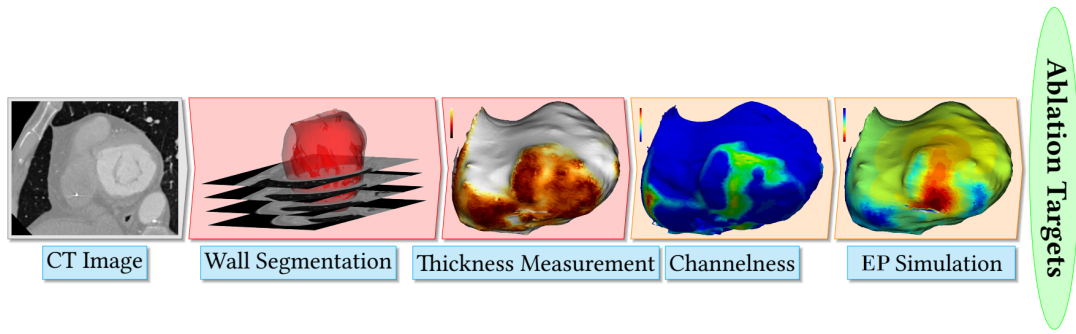 CT Image
Wall Segmentation
Thickness Measurement
Channelness
EP Simulation
Ablation Targets